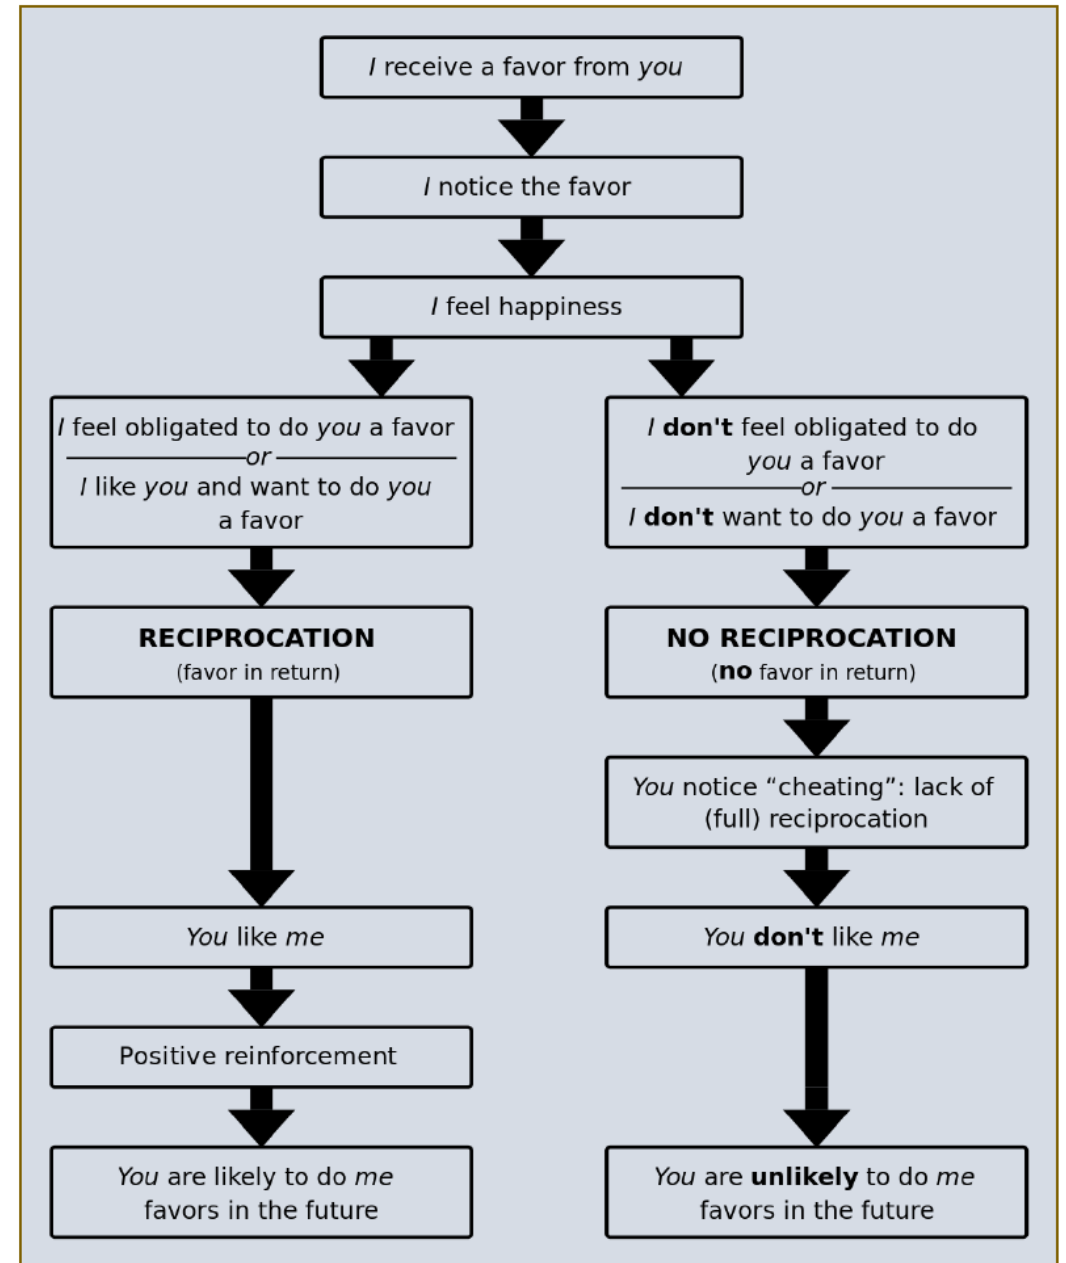 I receive a favor from you
I notice the favor
I feel happiness
I feel obligated to do you a favor
or
I like you and want to do you
a favor
I don't feel obligated to do
you a favor
or
I don't want to do you a favor
RECIPROCATION
(favor in return)
NO RECIPROCATION
(no favor in return)
You notice “cheating”: lack of
(full) reciprocation
You like me
You don't like me
Positive reinforcement
You are likely to do me
favors in the future
You are unlikely to do me
favors in the future